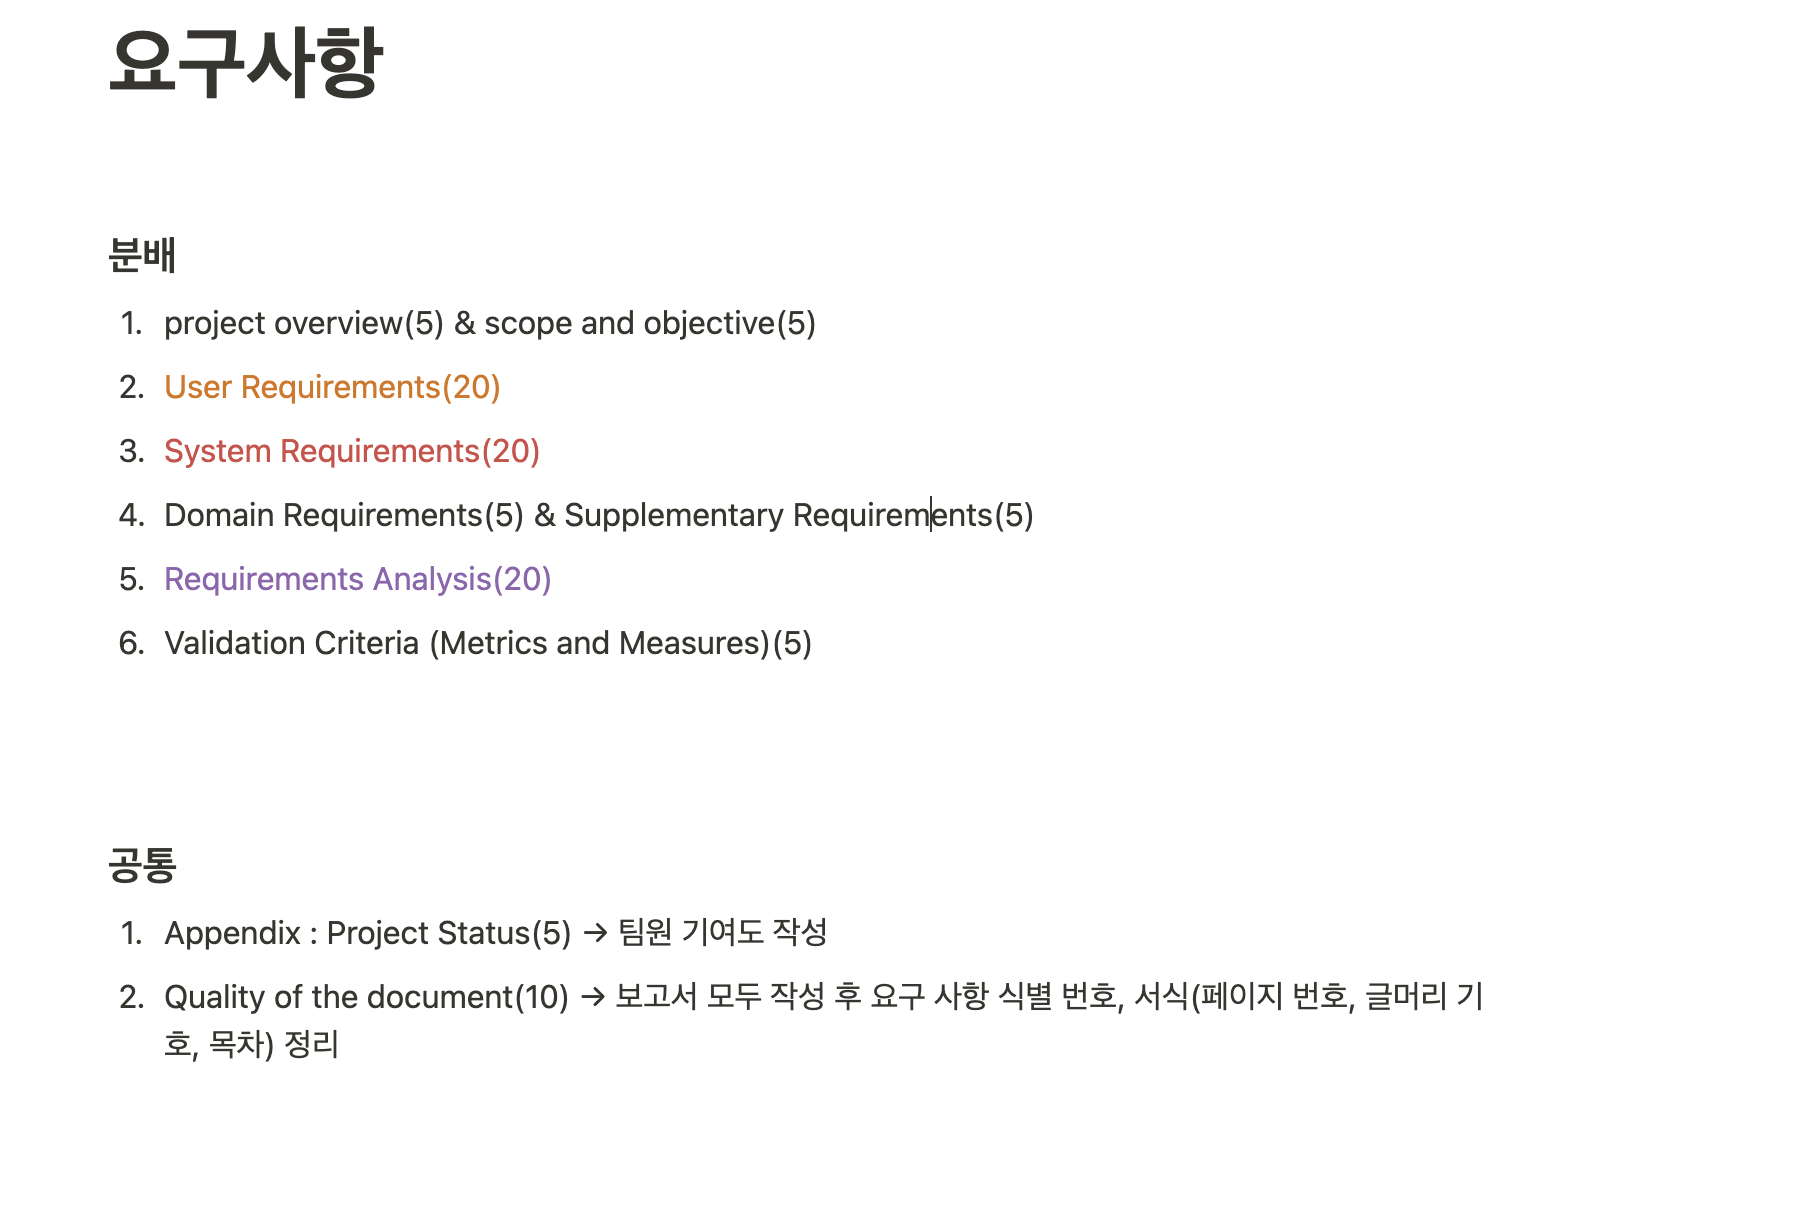 요구사항
분배
1. project overview(5) & scope and objective(5)
2. User Requirements(20)
3. System Requirements(20)
4. Domain Requirements(5) & Supplementary Requirements(5)
5. Requirements Analysis(20)
6. Validation Criteria (Metrics and Measures)(5)
공통
1. Appendix : Project Status(5) → 팀원 기여도 작성
2. Quality of the document(10) → 보고서 모두 작성 후 요구 사항 식별 번호, 서식(페이지 번호, 글머리 기
호, 목차) 정리